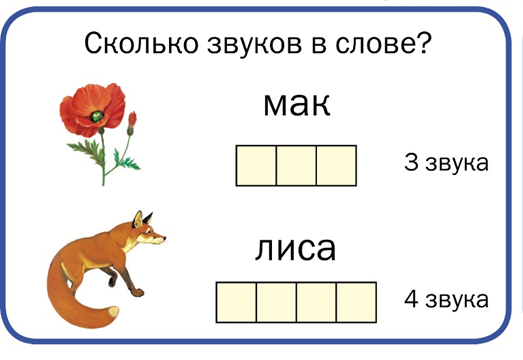 Сколько звуков в слове?
мак
3 звука
лиса
4 звука